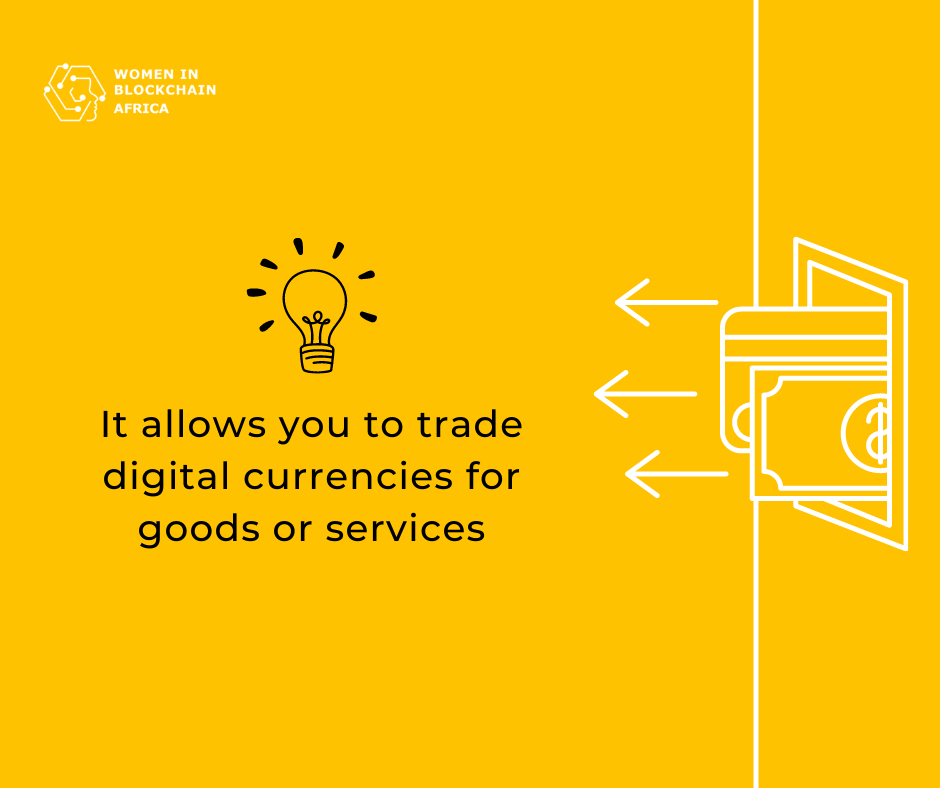 WOMEN IN
BLOCKCHAIN
AFRICA
It allows you to trade
digital currencies for
goods or services
$